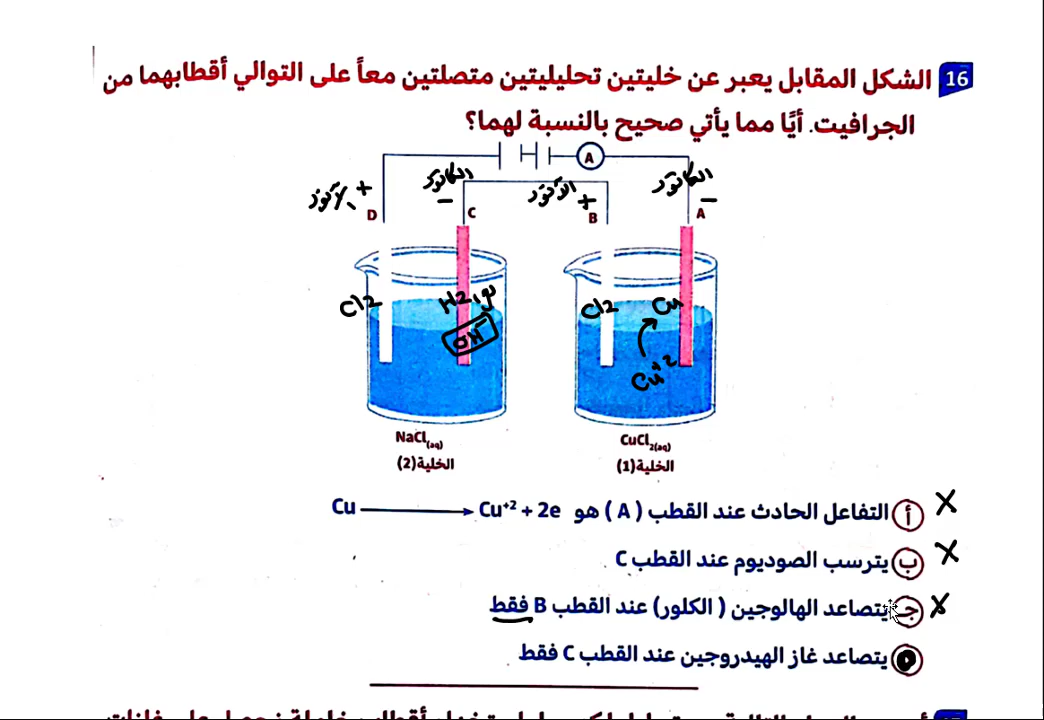 16 الشكل المقابل يعبر عن خليتين تحليليتين متصلتين معاً على التوالي أقطابهما من
الجرافيت. أيًا مما يأتي صحيح بالنسبة لهما؟
A
الآنود + الكاثود − الآنود + الكاثود −
D C B A
Cl2 H2 Cl2 Cu
OH⁻ Cu⁺²
NaCl(aq) CuCl2(aq)
الخلية(2) الخلية(1)
أ التفاعل الحادث عند القطب ( A ) هو Cu → Cu⁺² + 2e X
ب يترسب الصوديوم عند القطب C X
جـ يتصاعد الهالوجين ( الكلور) عند القطب B فقط X
يتصاعد غاز الهيدروجين عند القطب C فقط